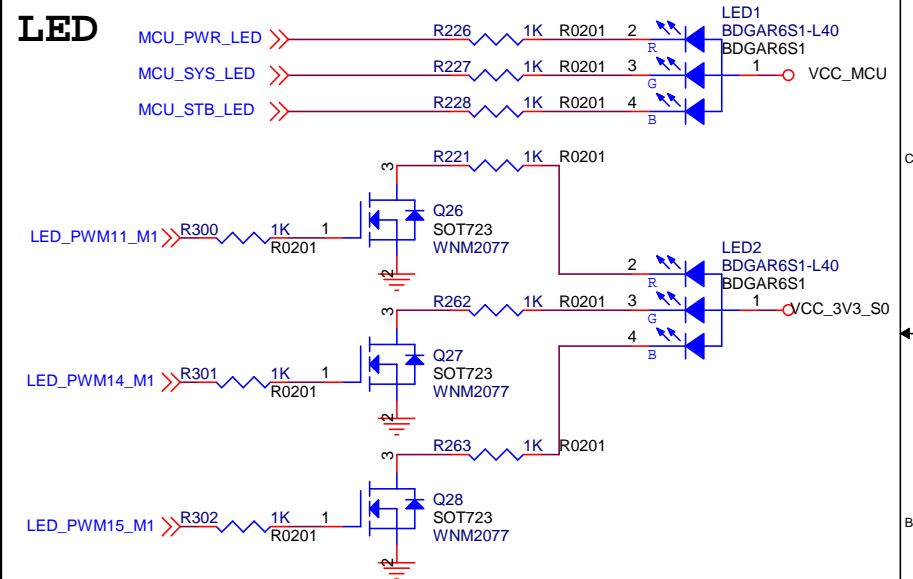 LED
MCU_PWR_LED R226 1K R0201 2 R
LED1
BDGAR6S1-L40
BDGAR6S1
MCU_SYS_LED R227 1K R0201 3 G 1 VCC_MCU
MCU_STB_LED R228 1K R0201 4 B
3 R221 1K R0201
C
Q26
SOT723
WNM2077
LED_PWM11_M1 R300 1K R0201 1
2
LED2
BDGAR6S1-L40
BDGAR6S1
2 R
3 R262 1K R0201 3 G 1 VCC_3V3_S0
4 B
Q27
SOT723
WNM2077
LED_PWM14_M1 R301 1K R0201 1
2
3 R263 1K R0201
Q28
SOT723
WNM2077
LED_PWM15_M1 R302 1K R0201 1
B
2